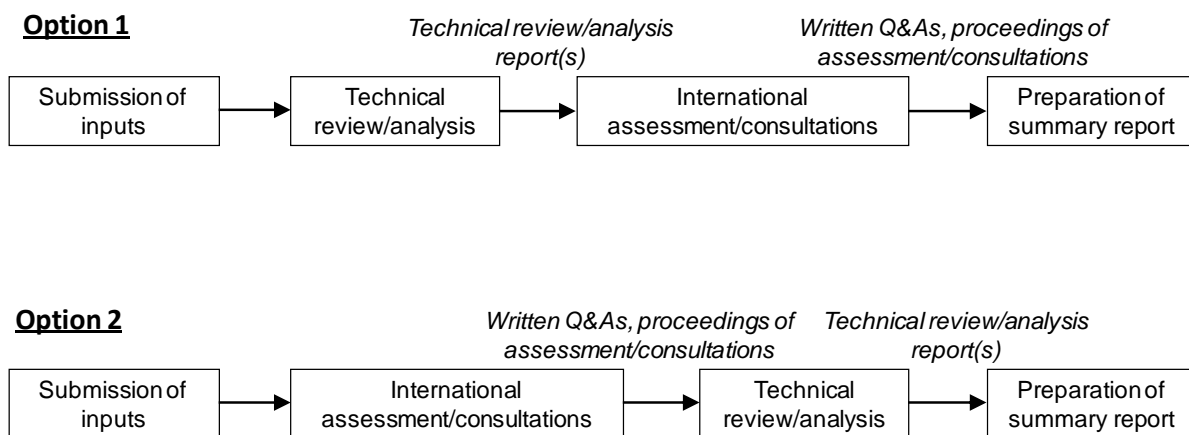 Option 1
Technical review/analysis
report(s)
Written Q&As, proceedings of
assessment/consultations
Submission of
inputs
Technical
review/analysis
International
assessment/consultations
Preparation of
summary report
Option 2
Written Q&As, proceedings of
assessment/consultations
Technical review/analysis
report(s)
Submission of
inputs
International
assessment/consultations
Technical
review/analysis
Preparation of
summary report